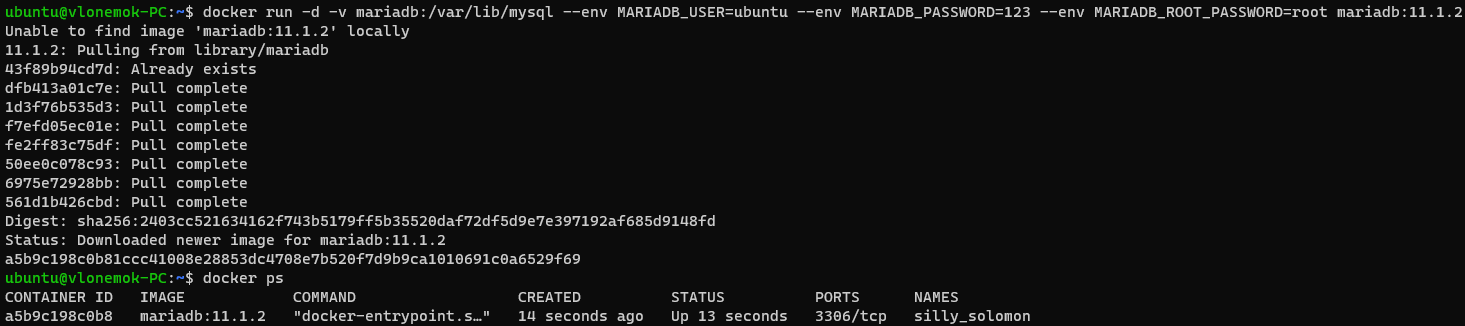 ubuntu@vlonemok-PC:~$ docker run -d -v mariadb:/var/lib/mysql --env MARIADB_USER=ubuntu --env MARIADB_PASSWORD=123 --env MARIADB_ROOT_PASSWORD=root mariadb:11.1.2
Unable to find image 'mariadb:11.1.2' locally
11.1.2: Pulling from library/mariadb
43f89b94cd7d: Already exists
dfb413a01c7e: Pull complete
1d3f76b535d3: Pull complete
f7efd05ec01e: Pull complete
fe2ff83c75df: Pull complete
50ee0c078c93: Pull complete
6975e72928bb: Pull complete
561d1b426cbd: Pull complete
Digest: sha256:2403cc521634162f743b5179ff5b35520daf72df5d9e7e397192af685d9148fd
Status: Downloaded newer image for mariadb:11.1.2
a5b9c198c0b81ccc41008e28853dc4708e7b520f7d9b9ca1010691c0a6529f69
ubuntu@vlonemok-PC:~$ docker ps
CONTAINER ID   IMAGE            COMMAND                  CREATED          STATUS          PORTS      NAMES
a5b9c198c0b8   mariadb:11.1.2   "docker-entrypoint.s…"   14 seconds ago   Up 13 seconds   3306/tcp   silly_solomon